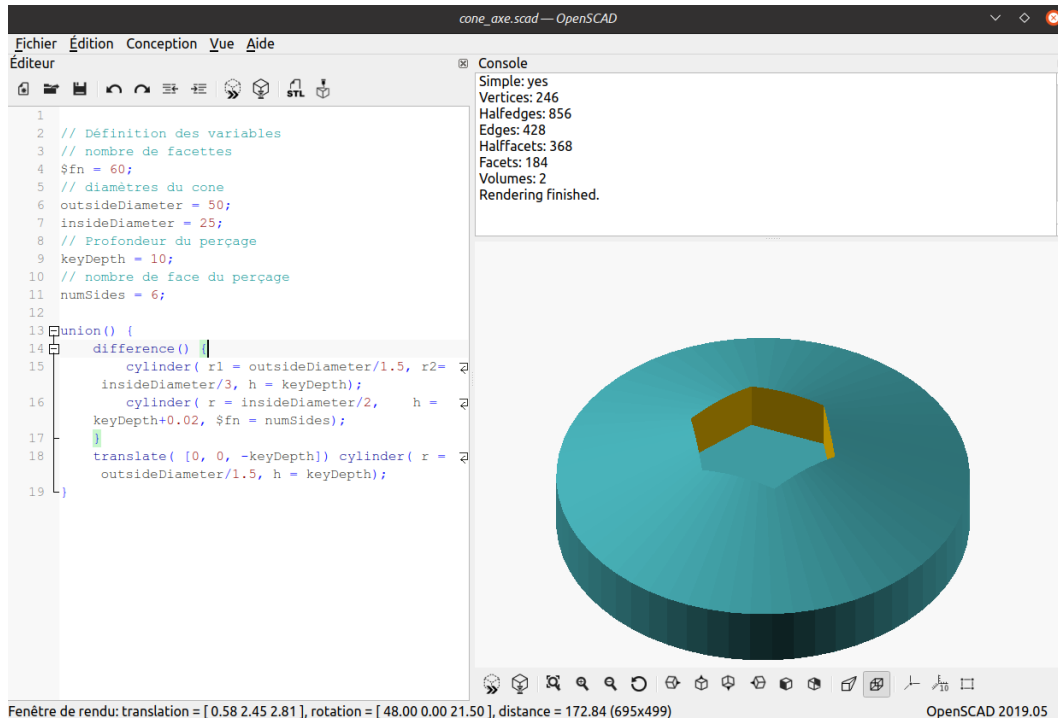 cone_axe.scad — OpenSCAD
Fichier Édition Conception Vue Aide
Éditeur
STL
1
2 // Définition des variables
3 // nombre de facettes
4 $fn = 60;
5 // diamètres du cone
6 outsideDiameter = 50;
7 insideDiameter = 25;
8 // Profondeur du perçage
9 keyDepth = 10;
10 // nombre de face du perçage
11 numSides = 6;
12
13 union() {
14 difference() {
15 cylinder( r1 = outsideDiameter/1.5, r2=
insideDiameter/3, h = keyDepth);
16 cylinder( r = insideDiameter/2, h =
keyDepth+0.02, $fn = numSides);
17 }
18 translate( [0, 0, -keyDepth]) cylinder( r =
outsideDiameter/1.5, h = keyDepth);
19 }
Console
Simple: yes
Vertices: 246
Halfedges: 856
Edges: 428
Halffacets: 368
Facets: 184
Volumes: 2
Rendering finished.
10
Fenêtre de rendu: translation = [ 0.58 2.45 2.81 ], rotation = [ 48.00 0.00 21.50 ], distance = 172.84 (695x499)
OpenSCAD 2019.05